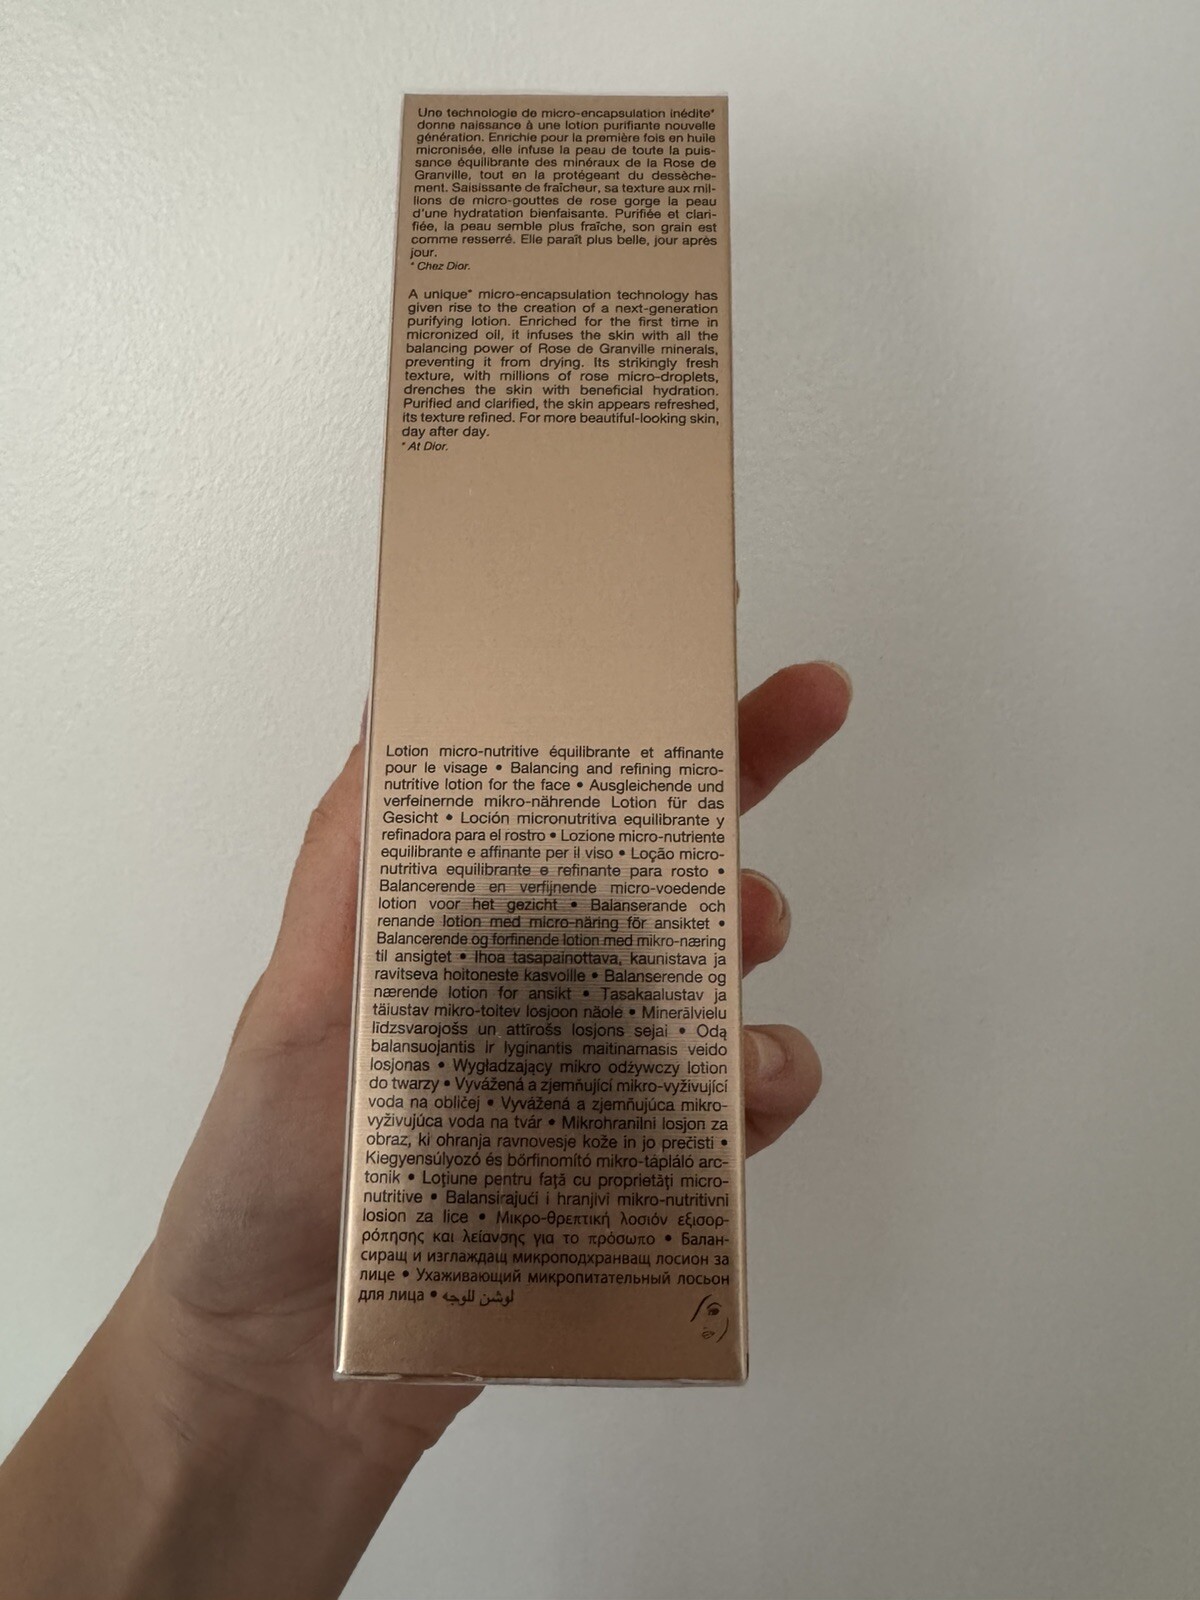 Une technologie de micro-encapsulation inédite*
donne naissance à une lotion purifiante nouvelle
génération. Enrichie pour la première fois en huile
micronisée, elle infuse la peau de toute la puis-
sance équilibrante des minéraux de la Rose de
Granville, tout en la protégeant du dessèche-
ment. Saisissante de fraîcheur, sa texture aux mil-
lions de micro-gouttes de rose gorge la peau
d'une hydratation bienfaisante. Purifiée et clari-
fiée, la peau semble plus fraîche, son grain est
comme resserré. Elle paraît plus belle, jour après
jour.
* Chez Dior.
A unique* micro-encapsulation technology has
given rise to the creation of a next-generation
purifying lotion. Enriched for the first time in
micronized oil, it infuses the skin with all the
balancing power of Rose de Granville minerals,
preventing it from drying. Its strikingly fresh
texture, with millions of rose micro-droplets,
drenches the skin with beneficial hydration.
Purified and clarified, the skin appears refreshed,
its texture refined. For more beautiful-looking skin,
day after day.
* At Dior.
Lotion micro-nutritive équilibrante et affinante
pour le visage • Balancing and refining micro-
nutritive lotion for the face • Ausgleichende und
verfeinernde mikro-nährende Lotion für das
Gesicht • Loción micronutritiva equilibrante y
refinadora para el rostro • Lozione micro-nutriente
equilibrante e affinante per il viso • Loção micro-
nutritiva equilibrante e refinante para rosto •
Balancerende en verfijnende micro-voedende
lotion voor het gezicht • Balanserande och
renande lotion med micro-näring för ansiktet •
Balancerende og forfinende lotion med mikro-næring
til ansigtet • Ihoa tasapainottava, kaunistava ja
ravitseva hoitoneste kasvoille • Balanserende og
nærende lotion for ansikt • Tasakaalustav ja
täiustav mikro-toitev losjoon näole • Minerālvielu
līdzsvarojošs un attīrošs losjons sejai • Odą
balansuojantis ir lyginantis maitinamasis veido
losjonas • Wygładzający mikro odżywczy lotion
do twarzy • Vyvážená a zjemňující mikro-vyživující
voda na obličej • Vyvážená a zjemňujúca mikro-
vyživujúca voda na tvár • Mikrohranilni losjon za
obraz, ki ohranja ravnovesje kože in jo prečisti •
Kiegyensúlyozó és bőrfinomító mikro-tápláló arc-
tonik • Loţiune pentru faţă cu proprietăţi micro-
nutritive • Balansirajući i hranjivi mikro-nutritivni
losion za lice • Μικρο-θρεπτική λοσιόν εξισορ-
ρόπησης και λείανσης για το πρόσωπο • Балан-
сиращ и изглаждащ микроподхранващ лосион за
лице • Ухаживающий микропитательный лосьон
для лица • لوشن للوجه